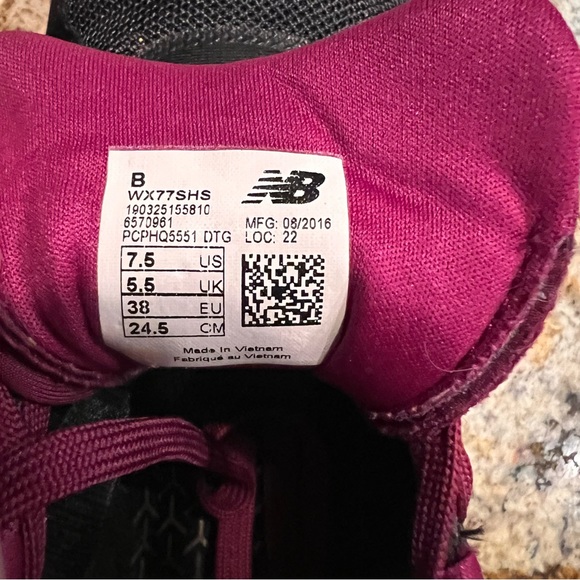 B
WX77SHS
NB
190325155810
6570961
MFG: 08/2016
PCPHQ5551 DTG LOC: 22
7.5 US
5.5 UK
38 EU
24.5 CM
Made In Vietnam
Fabriqué au Vietnam